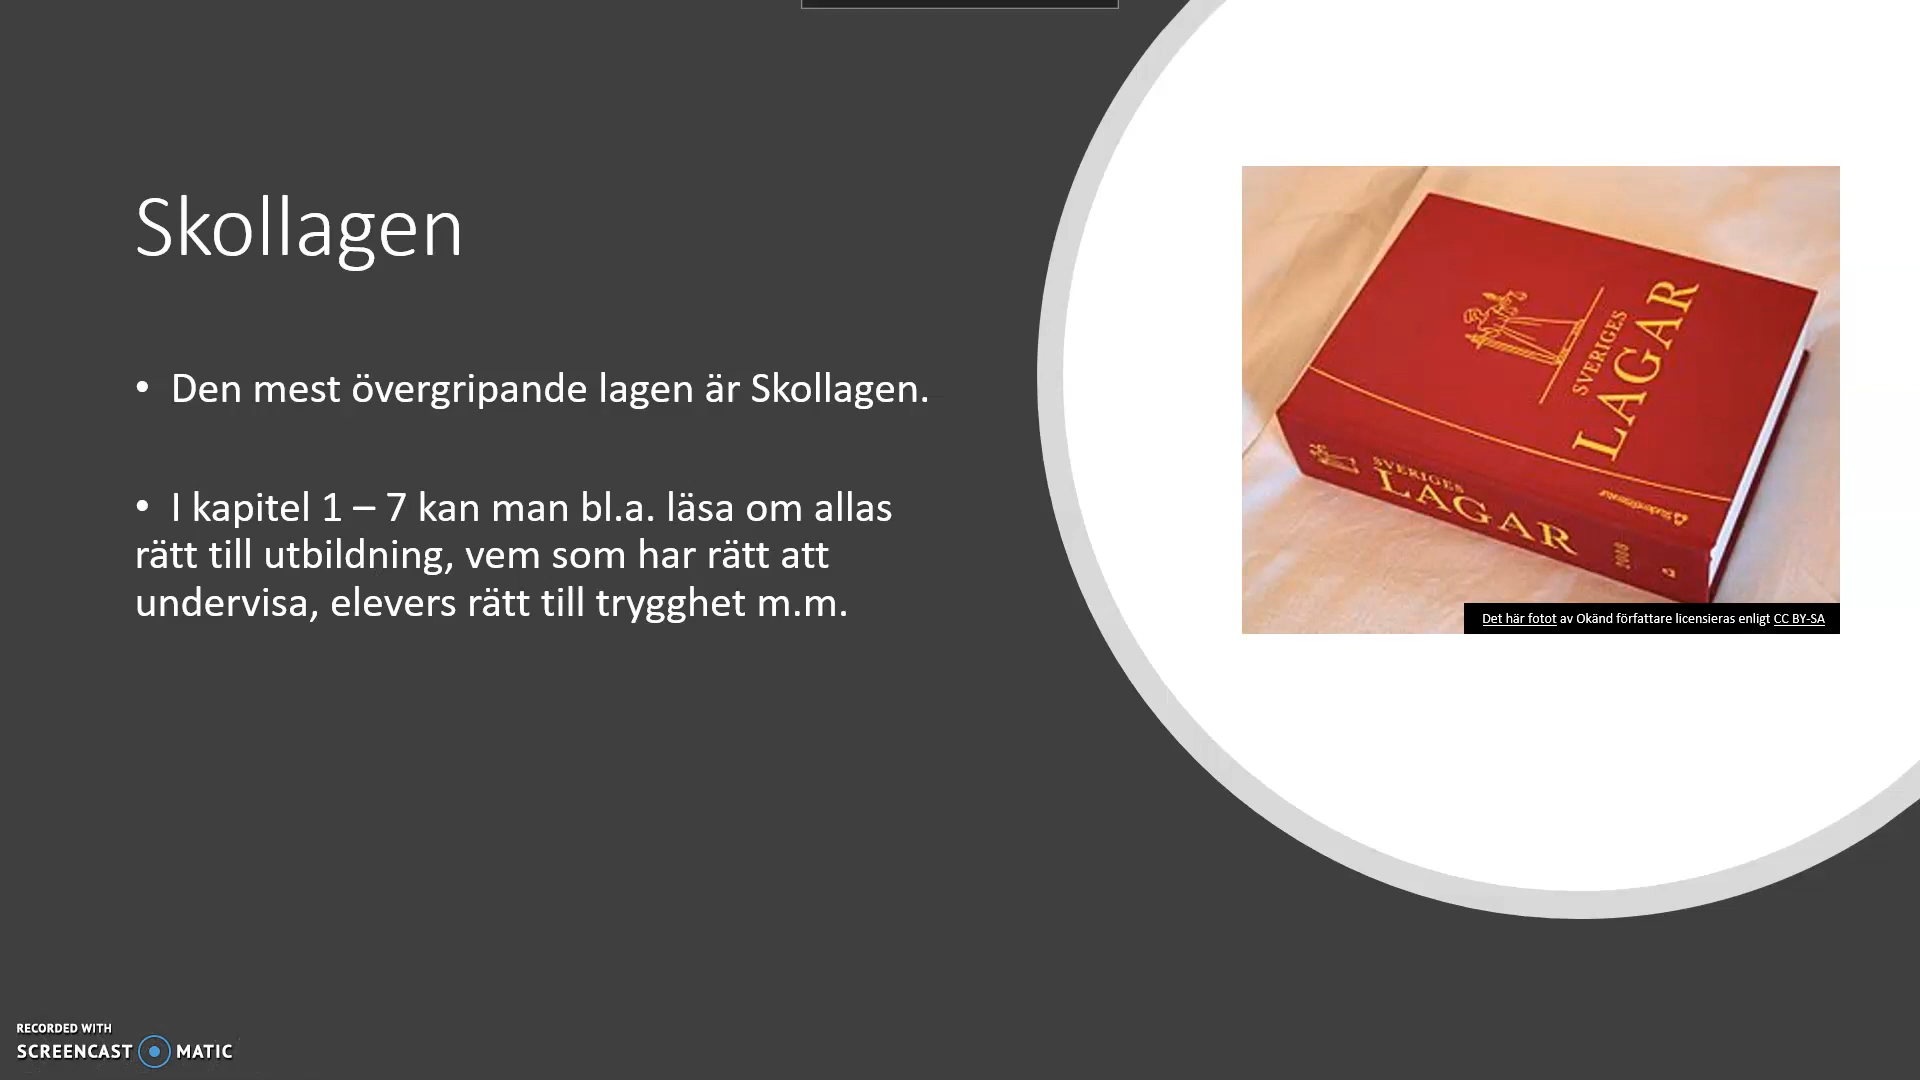 Skollagen
• Den mest övergripande lagen är Skollagen.
• I kapitel 1 – 7 kan man bl.a. läsa om allas
rätt till utbildning, vem som har rätt att
undervisa, elevers rätt till trygghet m.m.
SVERIGES
LAGAR
SVERIGES
LAGAR
Studentlitteratur
Det här fotot av Okänd författare licensieras enligt CC BY-SA
RECORDED WITH
SCREENCAST MATIC